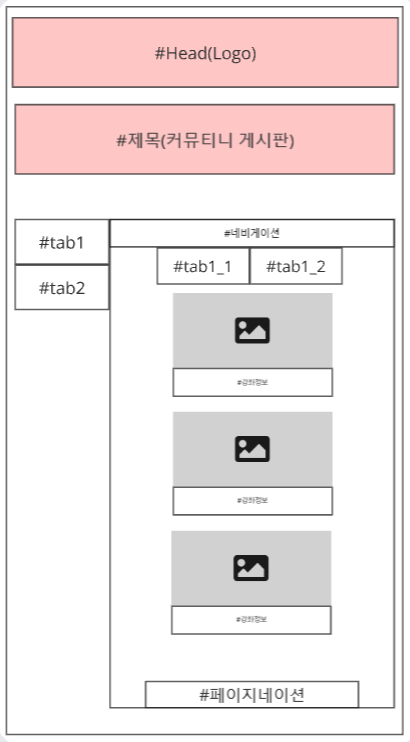 #Head(Logo)
#제목(커뮤티니 게시판)
#tab1
#tab2
#네비게이션
#tab1_1
#tab1_2
#강좌정보
#강좌정보
#강좌정보
#페이지네이션